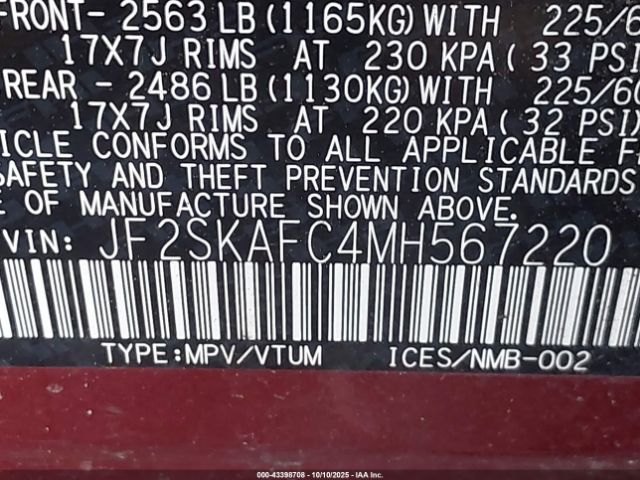 FRONT- 2563 LB (1165KG) WITH 225/6
17X7J RIMS AT 230 KPA( 33 PSI
REAR - 2486 LB (1130KG) WITH 225/60
17X7J RIMS AT 220 KPA( 32 PSI
ICLE CONFORMS TO ALL APPLICABLE F
SAFETY AND THEFT PREVENTION STANDARDS
E OF MANUFACTURE SHOWN ABOVE.
VIN: JF2SKAFC4MH567220
TYPE:MPV/VTUM ICES/NMB-002
000-43398708 - 10/10/2025 - IAA Inc.